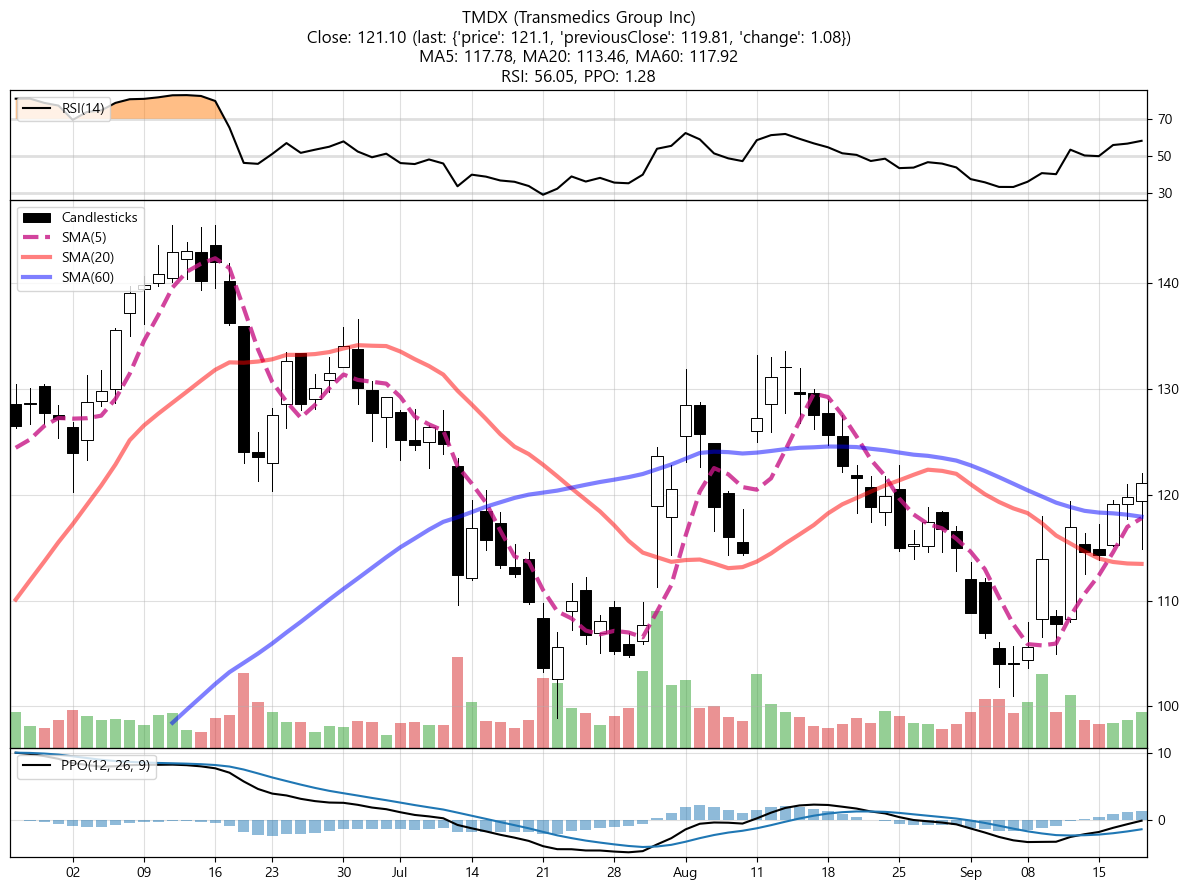 TMDX (Transmedics Group Inc)
Close: 121.10 (last: {'price': 121.1, 'previousClose': 119.81, 'change': 1.08})
MA5: 117.78, MA20: 113.46, MA60: 117.92
RSI: 56.05, PPO: 1.28
RSI(14)
70
50
30
Candlesticks
SMA(5)
SMA(20)
SMA(60)
140
130
120
110
100
PPO(12, 26, 9)
10
0
02 09 16 23 30 Jul 14 21 28 Aug 11 18 25 Sep 08 15